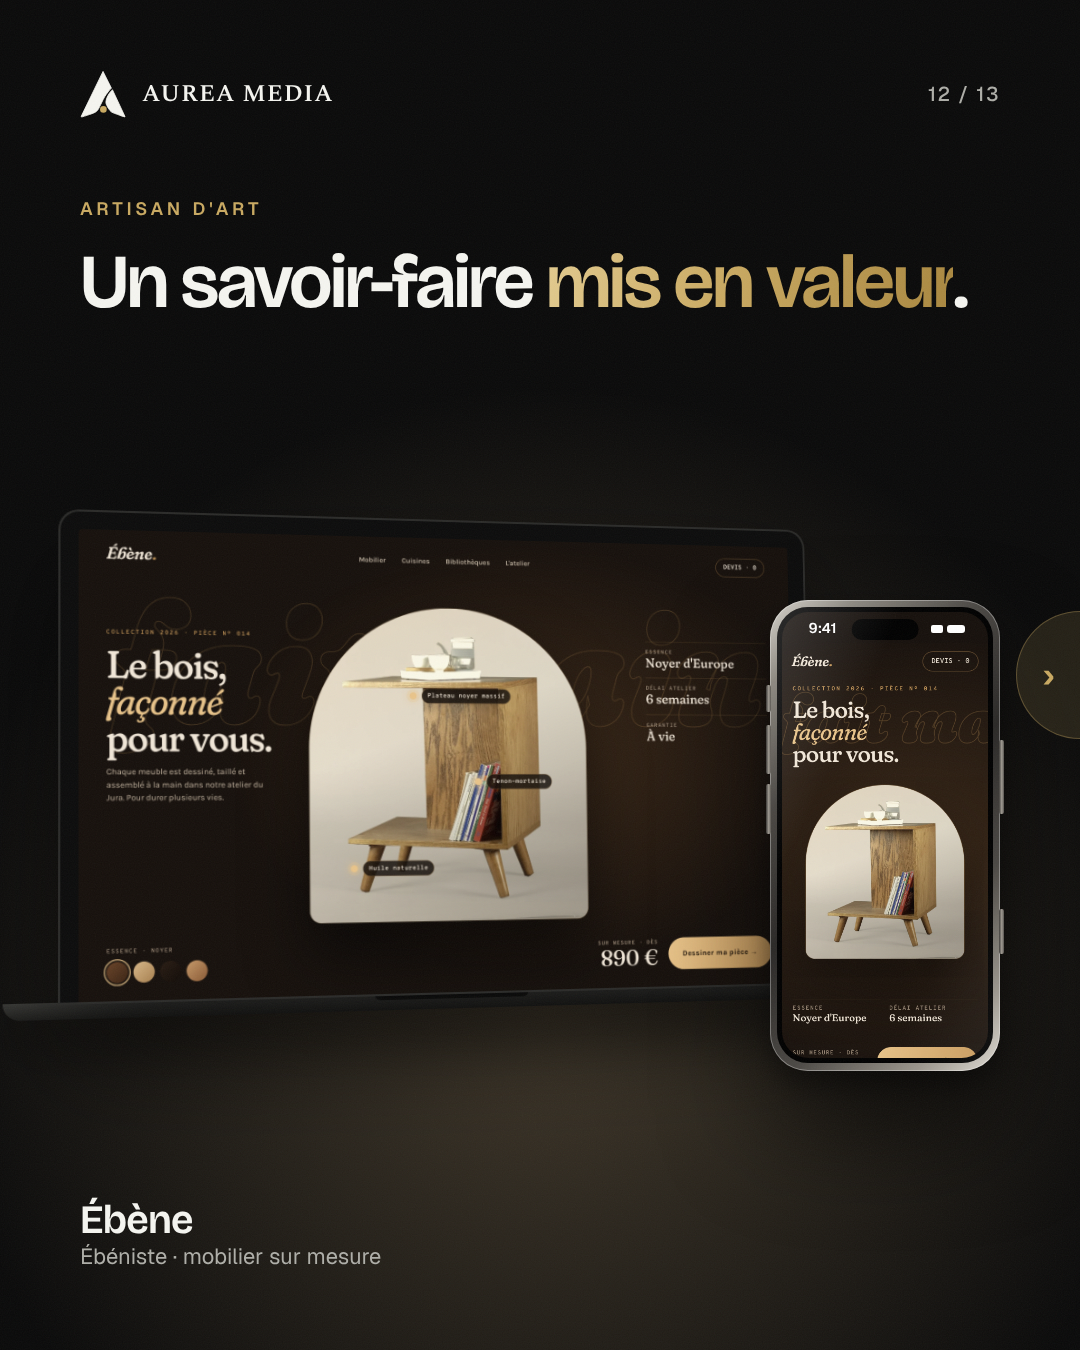 AUREA MEDIA
12 / 13
ARTISAN D'ART
Un savoir-faire mis en valeur.
Ébène.
Mobilier Cuisines Bibliothèques L'atelier
DEVIS · 0
COLLECTION 2026 · PIÈCE Nº 014
Le bois,
façonné
pour vous.
Chaque meuble est dessiné, taillé et
assemblé à la main dans notre atelier du
Jura. Pour durer plusieurs vies.
Plateau noyer massif
Tenon-mortaise
Huile naturelle
ESSENCE
Noyer d'Europe
DÉLAI ATELIER
6 semaines
GARANTIE
À vie
ESSENCE · NOYER
SUR MESURE · DÈS
890 €
Dessiner ma pièce →
9:41
Ébène.
DEVIS · 0
COLLECTION 2026 · PIÈCE Nº 014
Le bois,
façonné
pour vous.
ESSENCE
Noyer d'Europe
DÉLAI ATELIER
6 semaines
SUR MESURE · DÈS
›
Ébène
Ébéniste · mobilier sur mesure